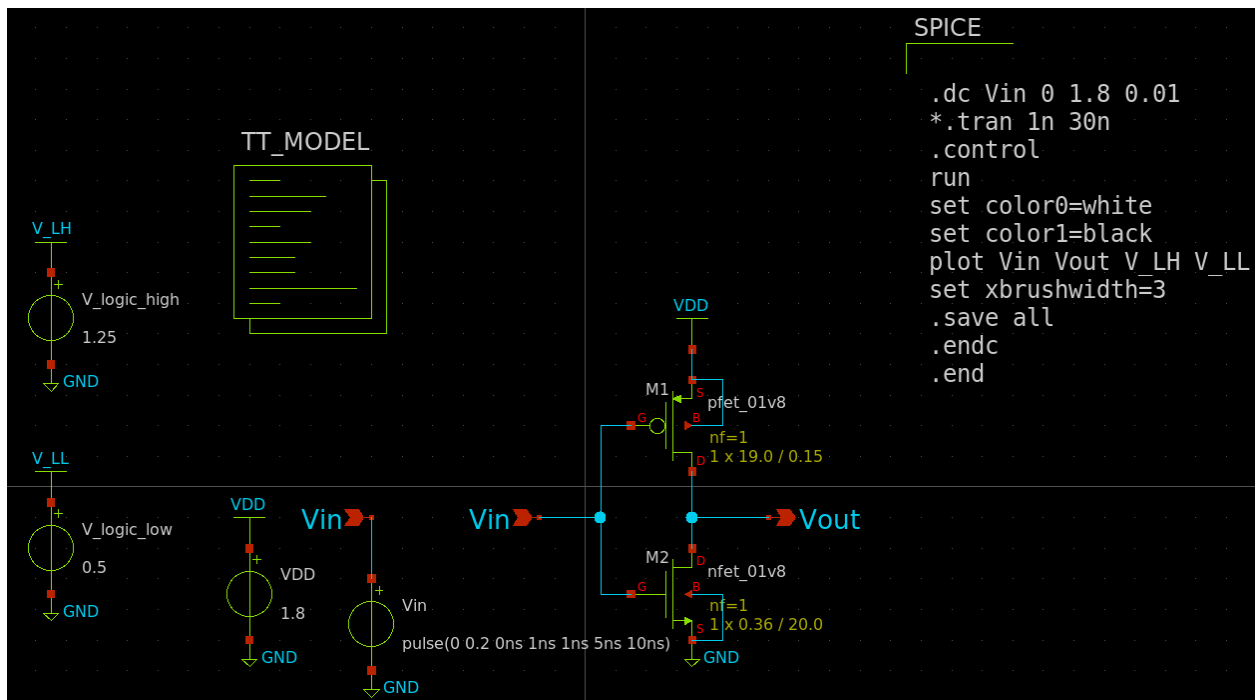 SPICE
.dc Vin 0 1.8 0.01
*.tran 1n 30n
.control
run
set color0=white
set color1=black
plot Vin Vout V_LH V_LL
set xbrushwidth=3
.save all
.endc
.end
TT_MODEL
V_LH
+
V_logic_high
1.25
GND
V_LL
+
V_logic_low
0.5
GND
VDD
+
VDD
1.8
GND
Vin
+
Vin
pulse(0 0.2 0ns 1ns 1ns 5ns 10ns)
GND
VDD
M1
S
pfet_01v8
G
B
nf=1
1 x 19.0 / 0.15
D
Vin
Vout
M2
D
nfet_01v8
G
B
nf=1
1 x 0.36 / 20.0
S
GND